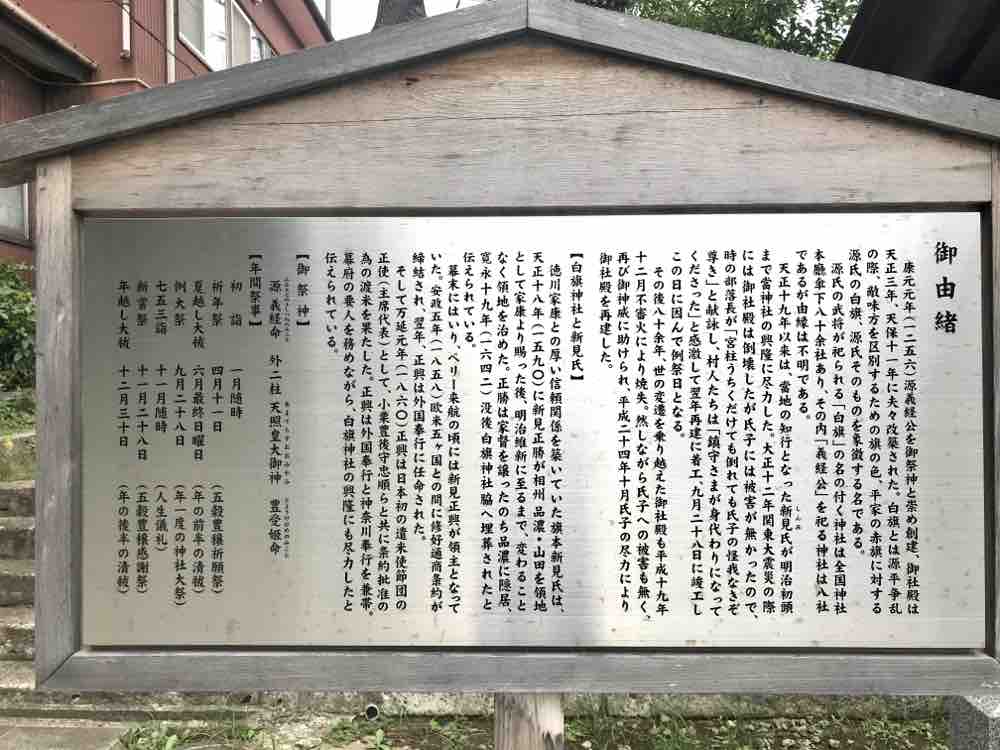 御由緒
康元元年（一二五六）源義経公を御祭神と崇め創建、御社殿は
天正三年、天保十一年に夫々改築された。白旗とは源平争乱
の際、敵味方を区別するための旗の色、平家の赤旗に対する
源氏の白旗、源氏そのものを象徴する名である。
源氏の武将が祀られる「白旗」の名の付く神社は全国神社
本廳傘下八十余社あり、その内「義経公」を祀る神社は八社
であるが由縁は不明である。
天正十九年以来は、當地の知行となった新見氏が明治初頭
まで當神社の興隆に尽力した。大正十二年関東大震災の際
には御社殿は倒壊したが氏子には被害が無かったので、
時の部落長が「宮柱うちくだけても倒れても氏子の怪我なきぞ
尊き」と献詠し、村人たちは「鎮守さまが身代わりになって
くださった」と感激して翌年再建に着工、九月二十八日に竣工し
この日に因んで例祭日となる。
その後八十余年、世の変遷を乗り越えた御社殿も平成十九年
十二月不審火により焼失。然しながら氏子への被害も無く、
再び御神威に助けられ、平成二十四年十月氏子の尽力により
御社殿を再建した。
【白旗神社と新見氏】
徳川家康との厚い信頼関係を築いていた旗本新見氏は、
天正十八年（一五九〇）に新見正勝が相州品濃・山田を領地
として家康より賜った後、明治維新に至るまで、変わること
なく領地を治めた。正勝は家督を譲ったのち品濃に隠居、
寛永十九年（一六四二）没後白旗神社脇へ埋葬されたと
伝えられている。
幕末にはいり、ペリー来航の頃には新見正興が領主となって
いた。安政五年（一八五八）欧米五ヶ国との間に修好通商条約が
締結され、翌年、正興は外国奉行に任命された。
そして万延元年（一八六〇）正興は日本初の遣米使節団の
正使（主席代表）として、小栗豊後守忠順らと共に条約批准の
為の渡米を果たした。正興は外国奉行と神奈川奉行を兼帯。
幕府の要人を務めながら、白旗神社の興隆にも尽力したと
伝えられている。
【御祭神】
源義経命 外二柱 天照皇大御神 豊受姫命
【年間祭事】
初詣 一月随時
祈年祭 四月十一日 （五穀豊穣祈願祭）
夏越し大祓 六月最終日曜日 （年の前半の清祓）
例大祭 九月二十八日 （年一度の神社大祭）
七五三詣 十一月随時 （人生儀礼）
新嘗祭 十一月二十八日 （五穀豊穣感謝祭）
年越し大祓 十二月三十日 （年の後半の清祓）